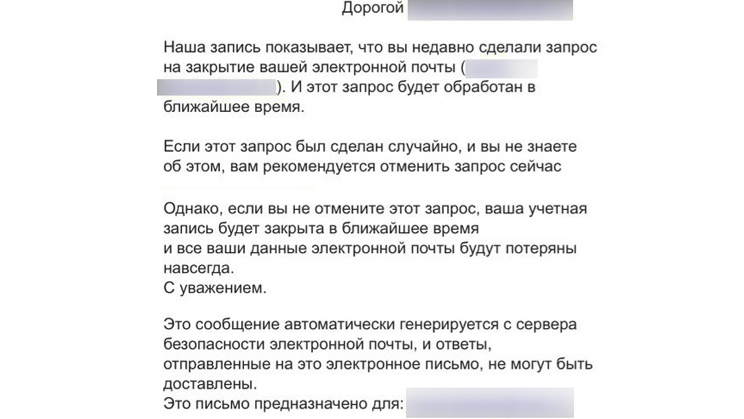 Дорогой
Наша запись показывает, что вы недавно сделали запрос
на закрытие вашей электронной почты (
). И этот запрос будет обработан в
ближайшее время.
Если этот запрос был сделан случайно, и вы не знаете
об этом, вам рекомендуется отменить запрос сейчас
Однако, если вы не отмените этот запрос, ваша учетная
запись будет закрыта в ближайшее время
и все ваши данные электронной почты будут потеряны
навсегда.
С уважением.
Это сообщение автоматически генерируется с сервера
безопасности электронной почты, и ответы,
отправленные на это электронное письмо, не могут быть
доставлены.
Это письмо предназначено для: